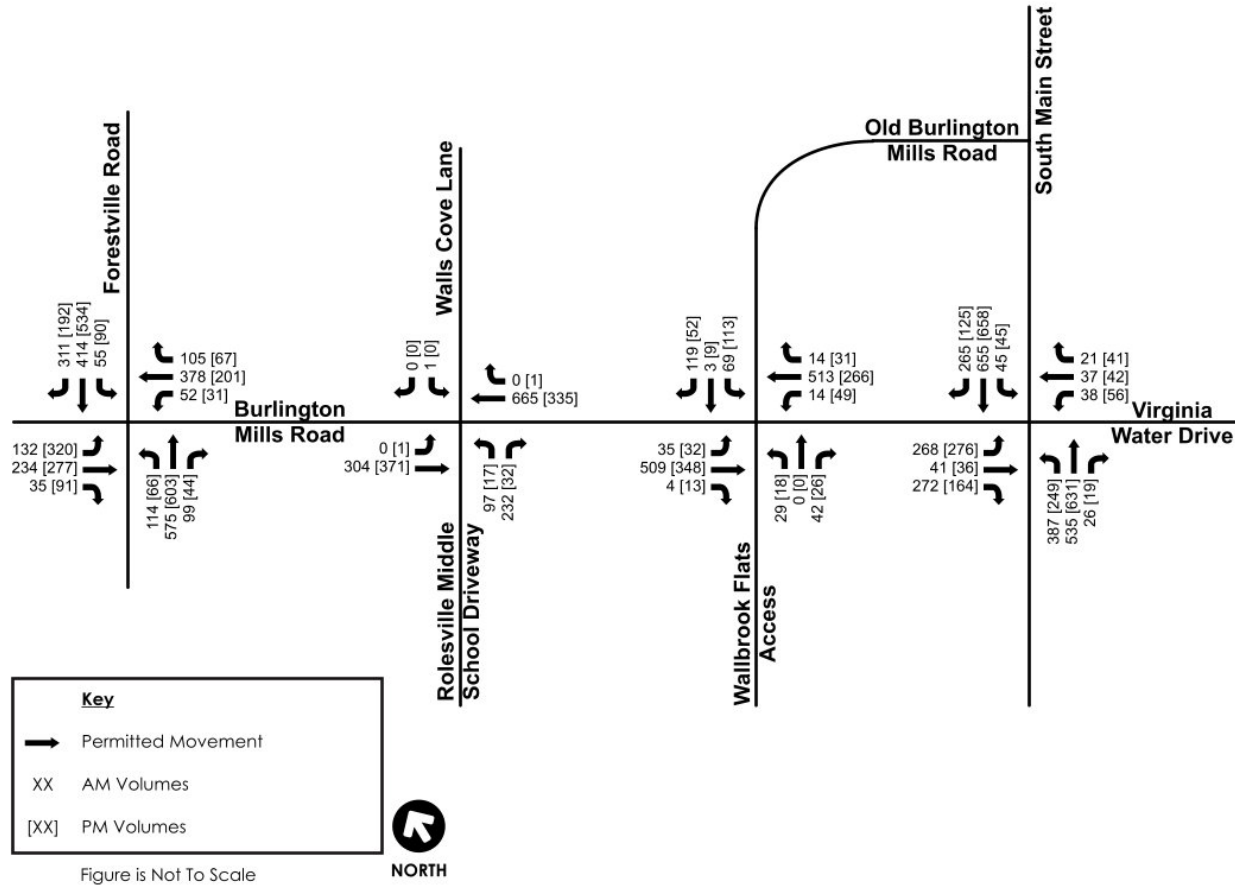 South Main Street
Old Burlington
Mills Road
Forestville Road
Walls Cove Lane
311 [192]
414 [534]
55 [90]
105 [67]
378 [201]
52 [31]
Burlington
Mills Road
132 [320]
234 [277]
35 [91]
114 [66]
575 [603]
99 [44]
0 [0]
1 [0]
0 [1]
665 [335]
0 [1]
304 [371]
97 [17]
232 [32]
Rolesville Middle
School Driveway
119 [52]
3 [9]
69 [113]
14 [31]
513 [266]
14 [49]
35 [32]
509 [348]
4 [13]
29 [18]
0 [0]
42 [26]
Wallbrook Flats
Access
265 [125]
655 [658]
45 [45]
21 [41]
37 [42]
38 [56]
Virginia
Water Drive
268 [276]
41 [36]
272 [164]
387 [249]
535 [631]
26 [19]
Key
Permitted Movement
XX AM Volumes
[XX] PM Volumes
Figure is Not To Scale
NORTH